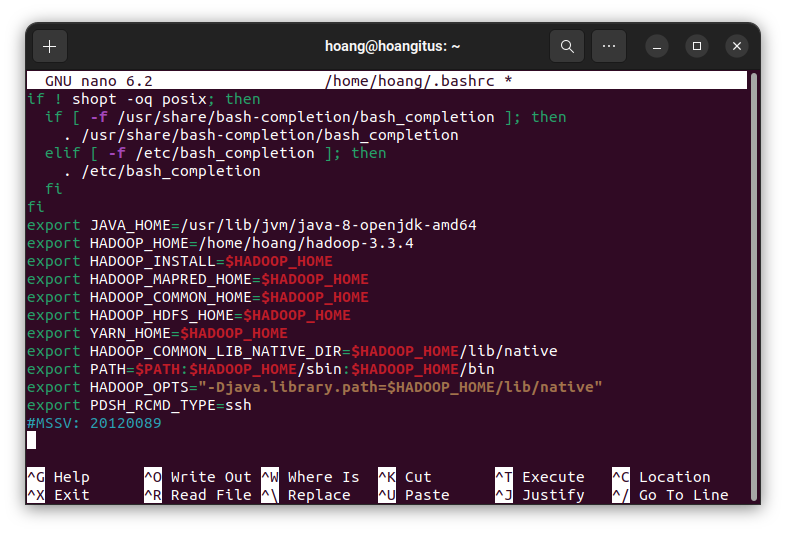 hoang@hoangitus: ~
GNU nano 6.2 /home/hoang/.bashrc *
if ! shopt -oq posix; then
  if [ -f /usr/share/bash-completion/bash_completion ]; then
    . /usr/share/bash-completion/bash_completion
  elif [ -f /etc/bash_completion ]; then
    . /etc/bash_completion
  fi
fi
export JAVA_HOME=/usr/lib/jvm/java-8-openjdk-amd64
export HADOOP_HOME=/home/hoang/hadoop-3.3.4
export HADOOP_INSTALL=$HADOOP_HOME
export HADOOP_MAPRED_HOME=$HADOOP_HOME
export HADOOP_COMMON_HOME=$HADOOP_HOME
export HADOOP_HDFS_HOME=$HADOOP_HOME
export YARN_HOME=$HADOOP_HOME
export HADOOP_COMMON_LIB_NATIVE_DIR=$HADOOP_HOME/lib/native
export PATH=$PATH:$HADOOP_HOME/sbin:$HADOOP_HOME/bin
export HADOOP_OPTS="-Djava.library.path=$HADOOP_HOME/lib/native"
export PDSH_RCMD_TYPE=ssh
#MSSV: 20120089
^G Help ^O Write Out ^W Where Is ^K Cut ^T Execute ^C Location
^X Exit ^R Read File ^\ Replace ^U Paste ^J Justify ^/ Go To Line